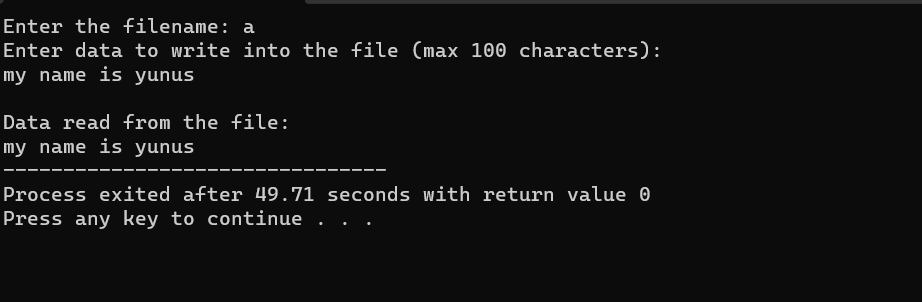 Enter the filename: a
Enter data to write into the file (max 100 characters):
my name is yunus
Data read from the file:
my name is yunus
--------------------------------
Process exited after 49.71 seconds with return value 0
Press any key to continue . . .